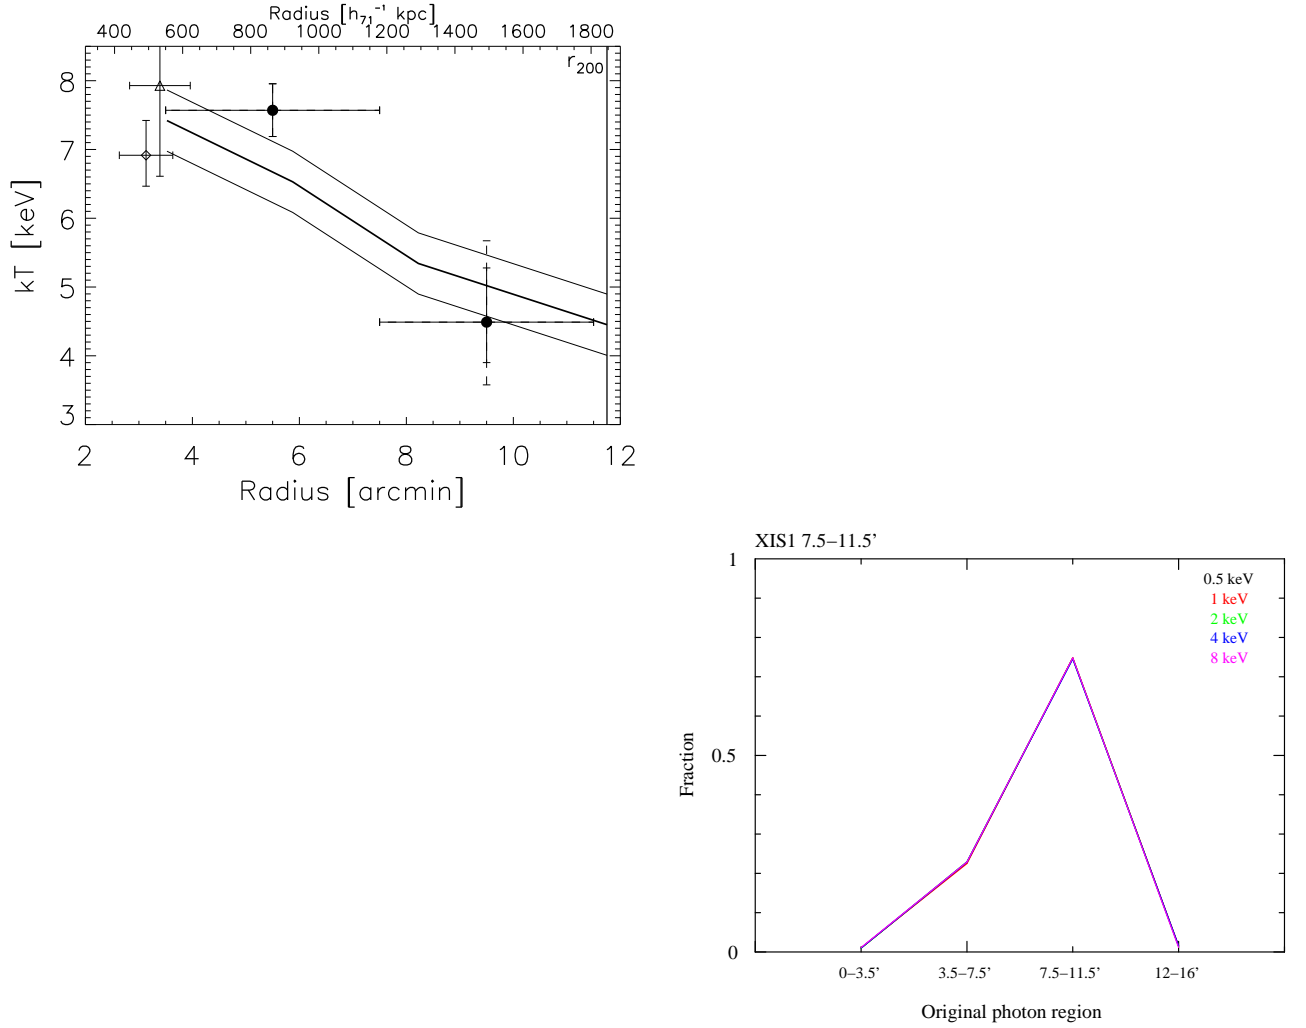 Radius [h₇₁⁻¹ kpc]
400 600 800 1000 1200 1400 1600 1800
r₂₀₀
8
7
6
5
4
3
kT [keV]
2 4 6 8 10 12
Radius [arcmin]
XIS1 7.5−11.5’
1
0.5 keV
1 keV
2 keV
4 keV
8 keV
0.5
Fraction
0
0−3.5’ 3.5−7.5’ 7.5−11.5’ 12−16’
Original photon region